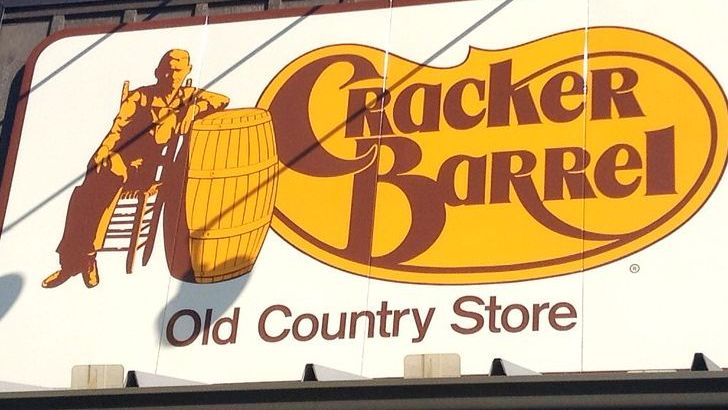 Cracker
Barrel
®
Old Country Store